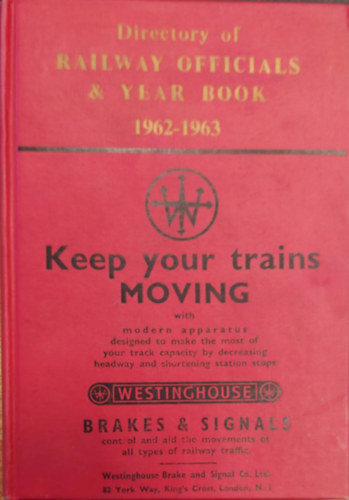 Directory of
RAILWAY OFFICIALS
& YEAR BOOK
1962-1963
W
Keep your trains
MOVING
with
modern apparatus
designed to make the most of
your track capacity by decreasing
headway and shortening station stops
WESTINGHOUSE
BRAKES & SIGNALS
control and aid the movements of
all types of railway traffic.
Westinghouse Brake and Signal Co. Ltd.,
82 York Way, King's Cross, London, N.1